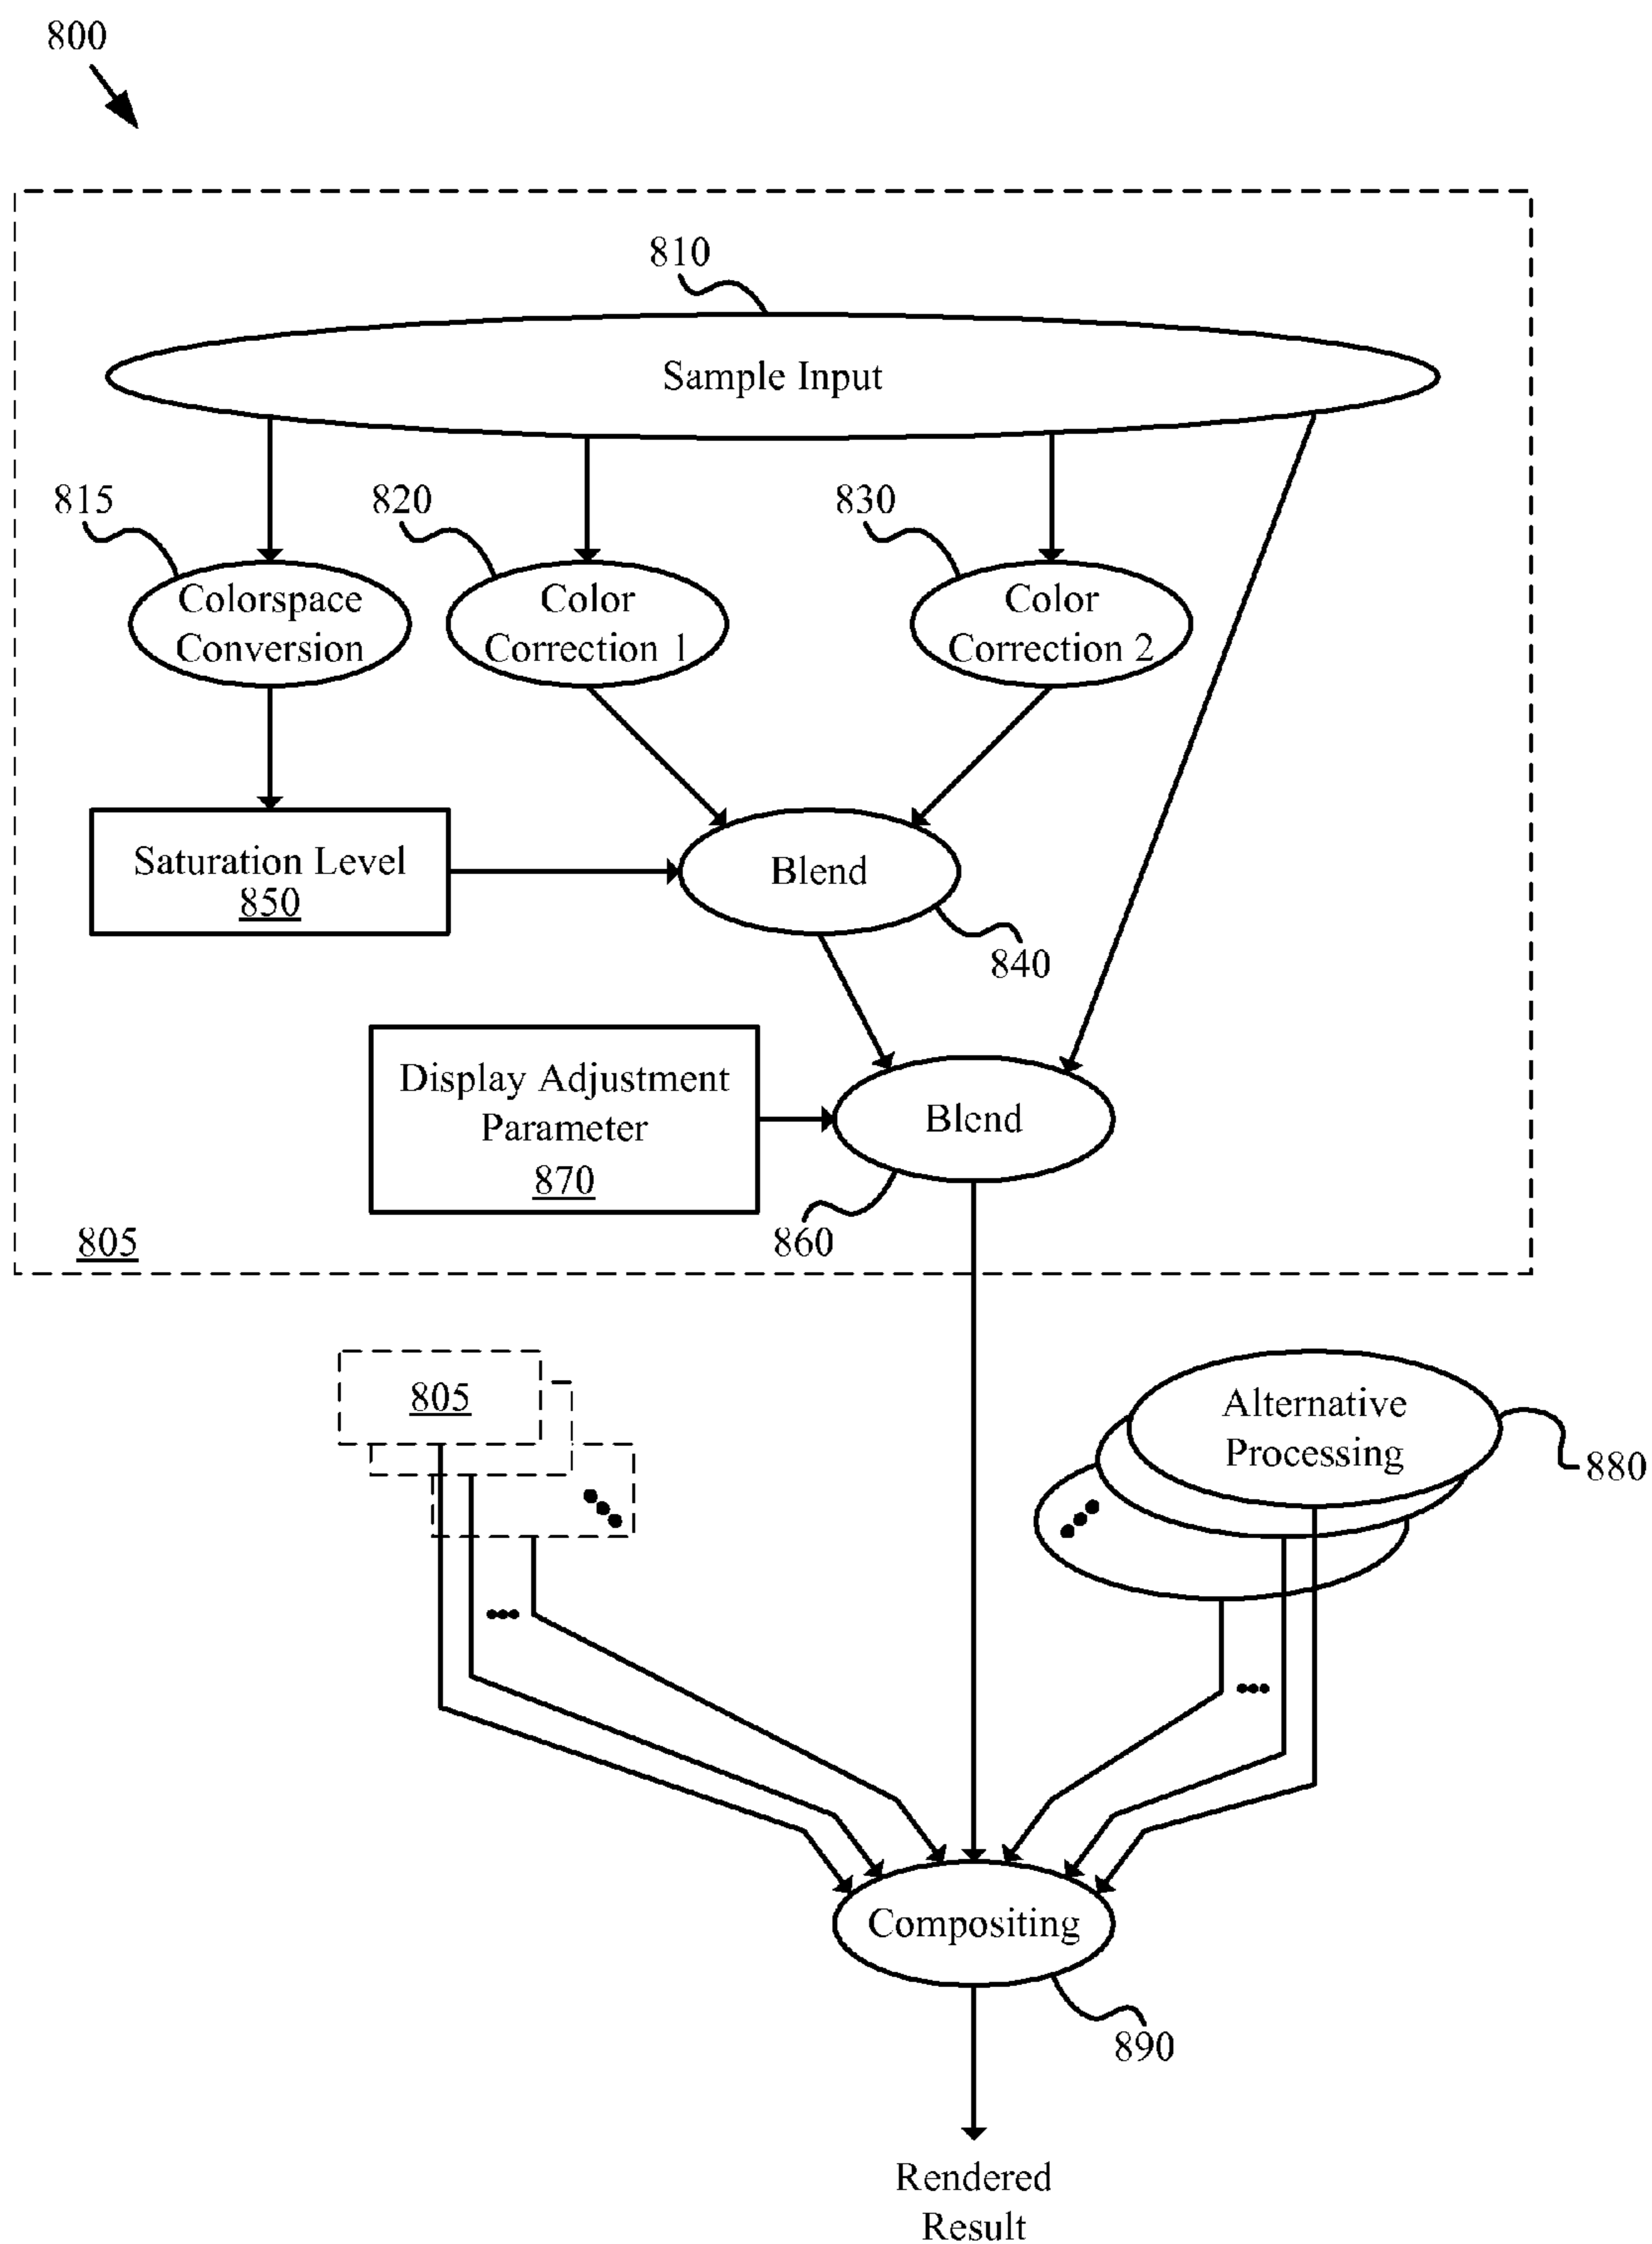 800
810
Sample Input
815
820
830
Colorspace
Conversion
Color
Correction 1
Color
Correction 2
Saturation Level
850
Blend
840
Display Adjustment
Parameter
870
Blend
860
805
805
Alternative
Processing
880
Compositing
890
Rendered
Result